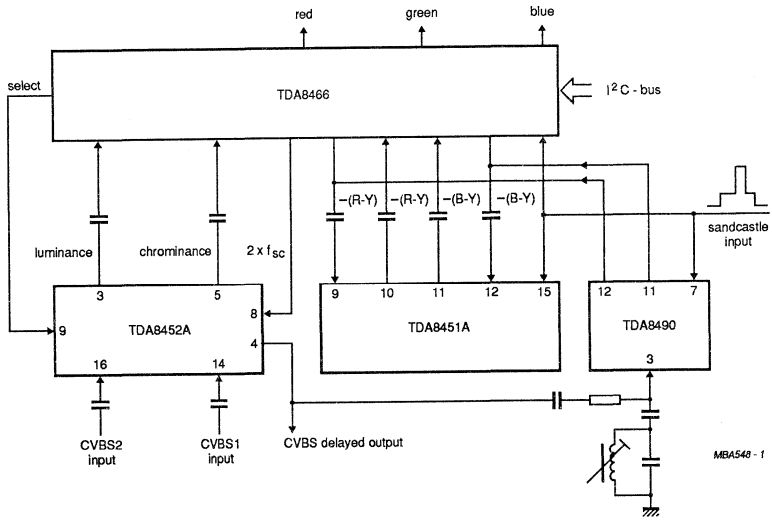 red
green
blue
select
TDA8466
I²C - bus
−(R-Y)
−(R-Y)
−(B-Y)
−(B-Y)
sandcastle
input
luminance
chrominance
2 x fsc
3
5
9
10
11
12
15
12
11
7
8
9
TDA8452A
TDA8451A
TDA8490
4
16
14
3
CVBS2
input
CVBS1
input
CVBS delayed output
MBA548 - 1